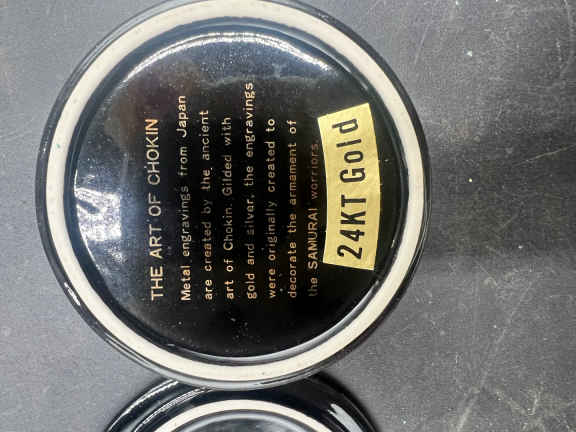 THE ART OF CHOKIN
Metal engravings from Japan
are created by the ancient
art of Chokin. Gilded with
gold and silver, the engravings
were originally created to
decorate the armament of
the SAMURAI warriors.
24KT Gold